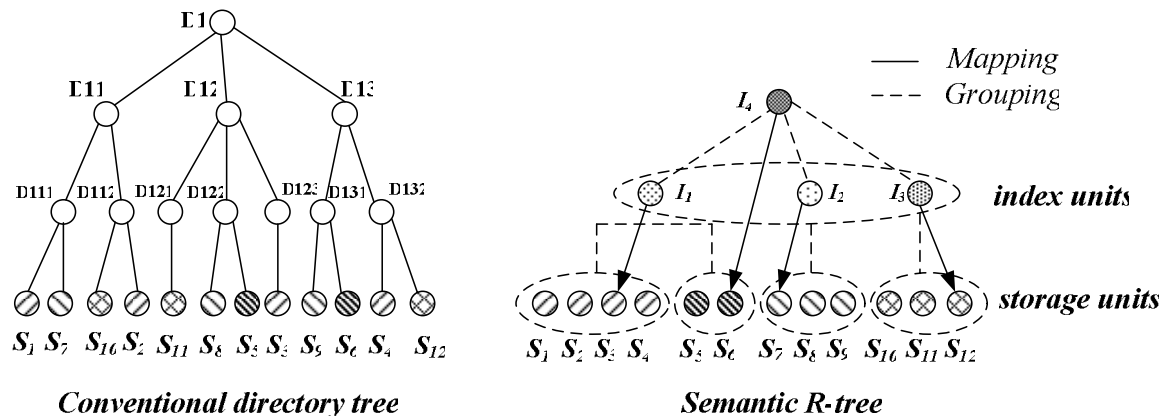 D1
D11 D12 D13
D111 D112 D121 D122 D123 D131 D132
S1 S7 S10 S2 S11 S8 S5 S3 S9 S6 S4 S12
Conventional directory tree
Mapping
Grouping
I4
I1 I2 I3 index units
storage units
S1 S2 S3 S4 S5 S6 S7 S8 S9 S10 S11 S12
Semantic R-tree